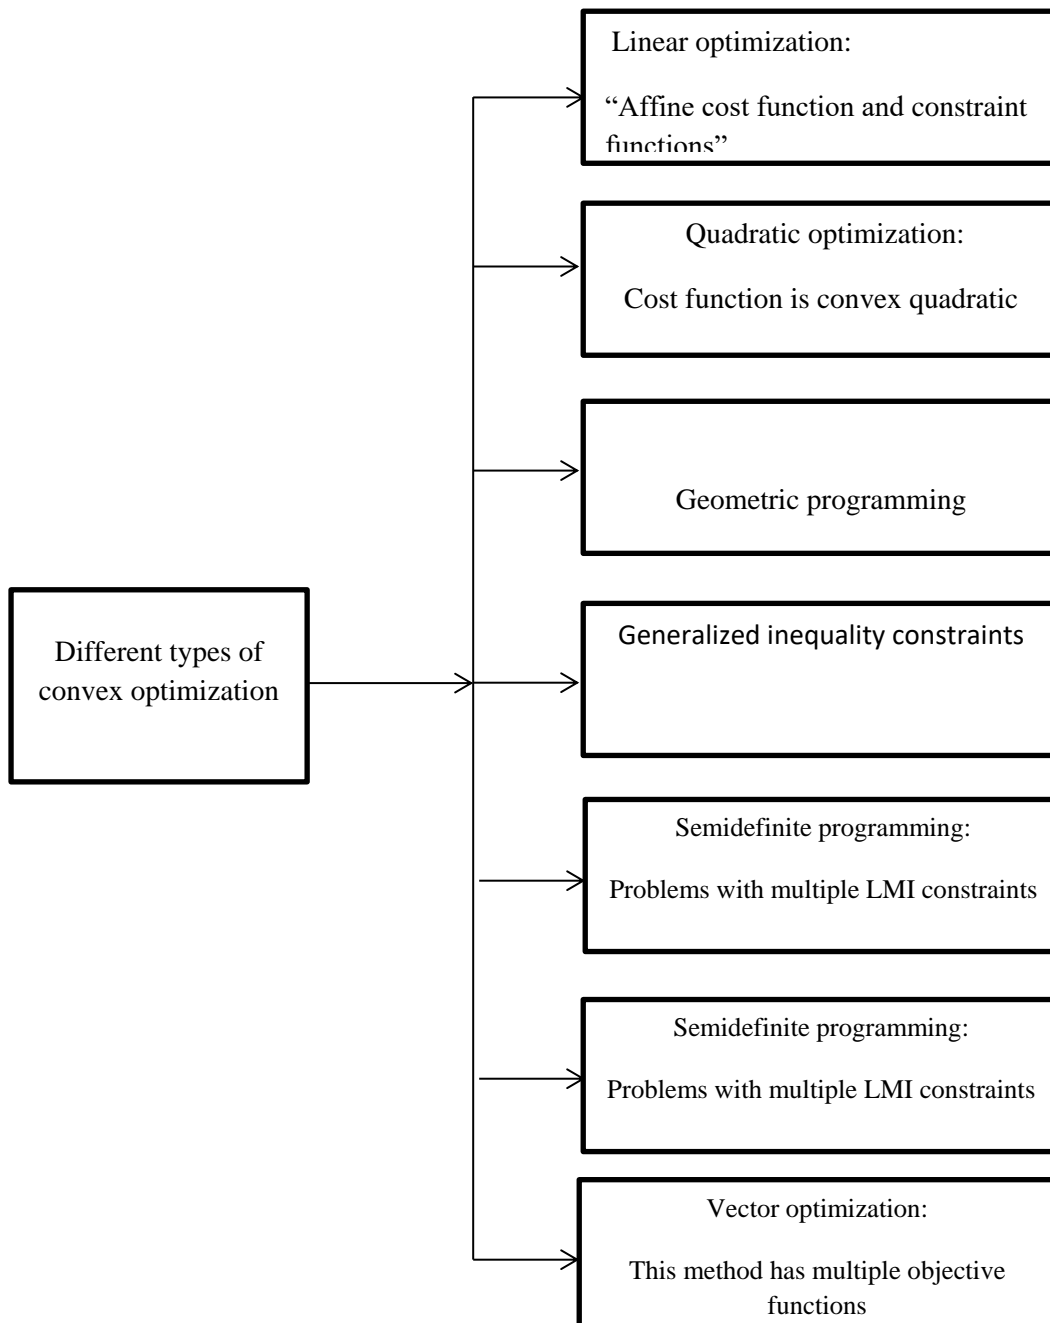 Linear optimization:
“Affine cost function and constraint
functions”
Quadratic optimization:
Cost function is convex quadratic
Geometric programming
Different types of
convex optimization
Generalized inequality constraints
Semidefinite programming:
Problems with multiple LMI constraints
Semidefinite programming:
Problems with multiple LMI constraints
Vector optimization:
This method has multiple objective
functions